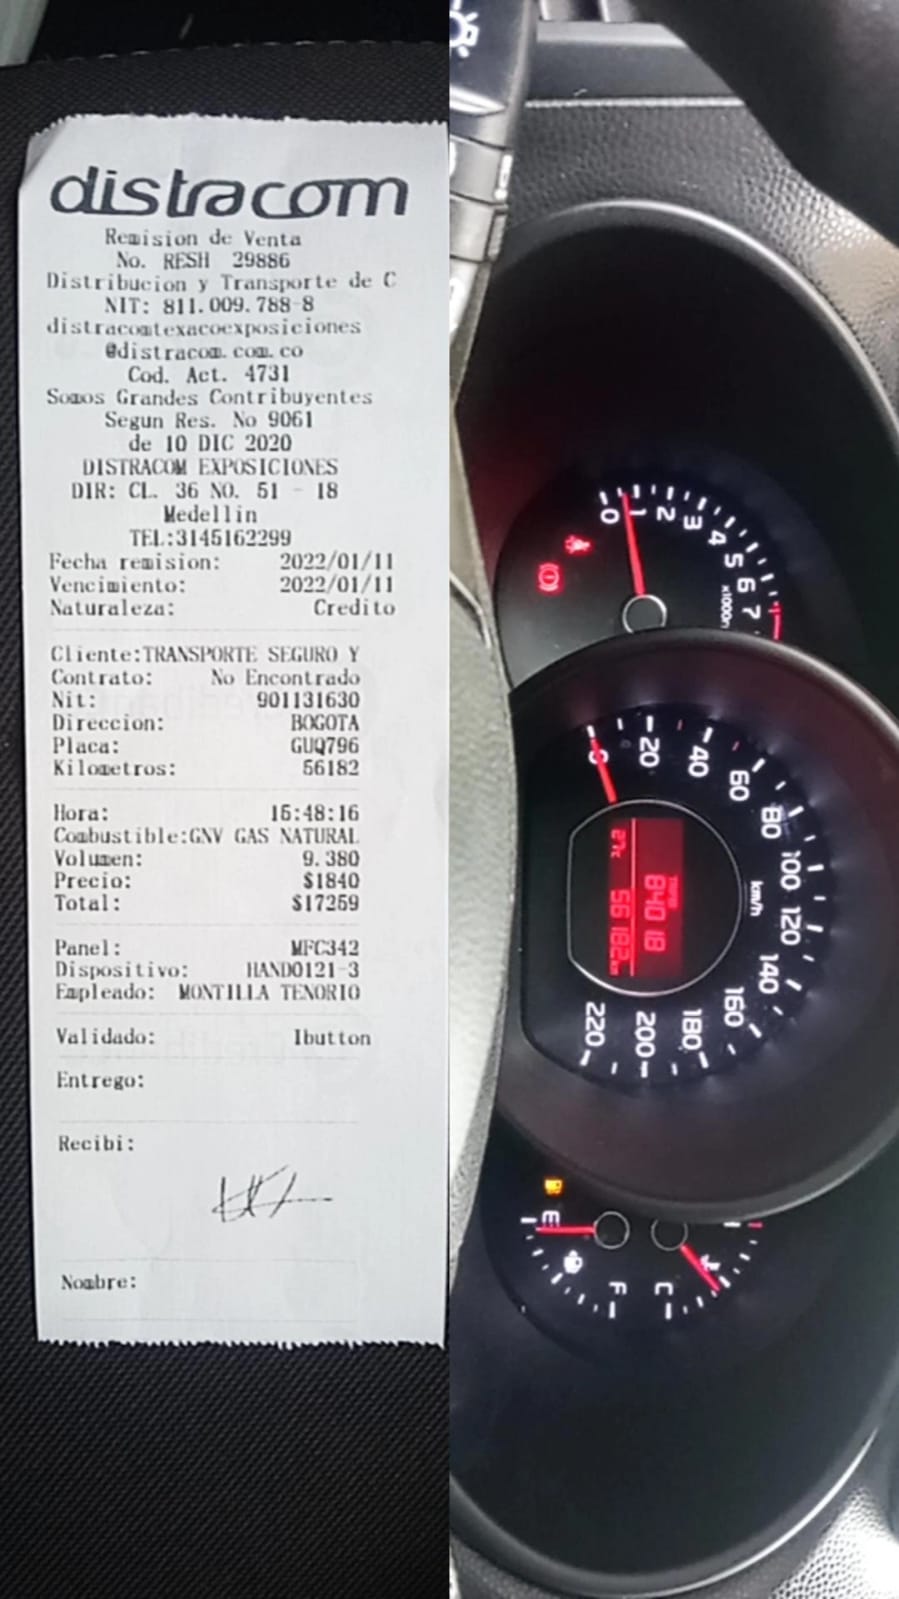 distracom
Remision de Venta
No. RESH 29886
Distribucion y Transporte de C
NIT: 811.009.788-8
distracomtexacoexposiciones
@distracom.com.co
Cod. Act. 4731
Somos Grandes Contribuyentes
Segun Res. No 9061
de 10 DIC 2020
DISTRACOM EXPOSICIONES
DIR: CL. 36 NO. 51 - 18
Medellin
TEL:3145162299
Fecha remision: 2022/01/11
Vencimiento: 2022/01/11
Naturaleza: Credito
Cliente:TRANSPORTE SEGURO Y
Contrato: No Encontrado
Nit: 901131630
Direccion: BOGOTA
Placa: GUQ796
Kilometros: 56182
Hora: 15:48:16
Combustible:GNV GAS NATURAL
Volumen: 9.380
Precio: $1840
Total: $17259
Panel: MFC342
Dispositivo: HAND0121-3
Empleado: MONTILLA TENORIO
Validado: Ibutton
Entrego:
Recibi:
Nombre:
0 1 2 3 4 5 6 7
x1000r
0 20 40 60 80 100 120 140 160 180 200 220
km/h
840 18
27c 56182 km
E F
C